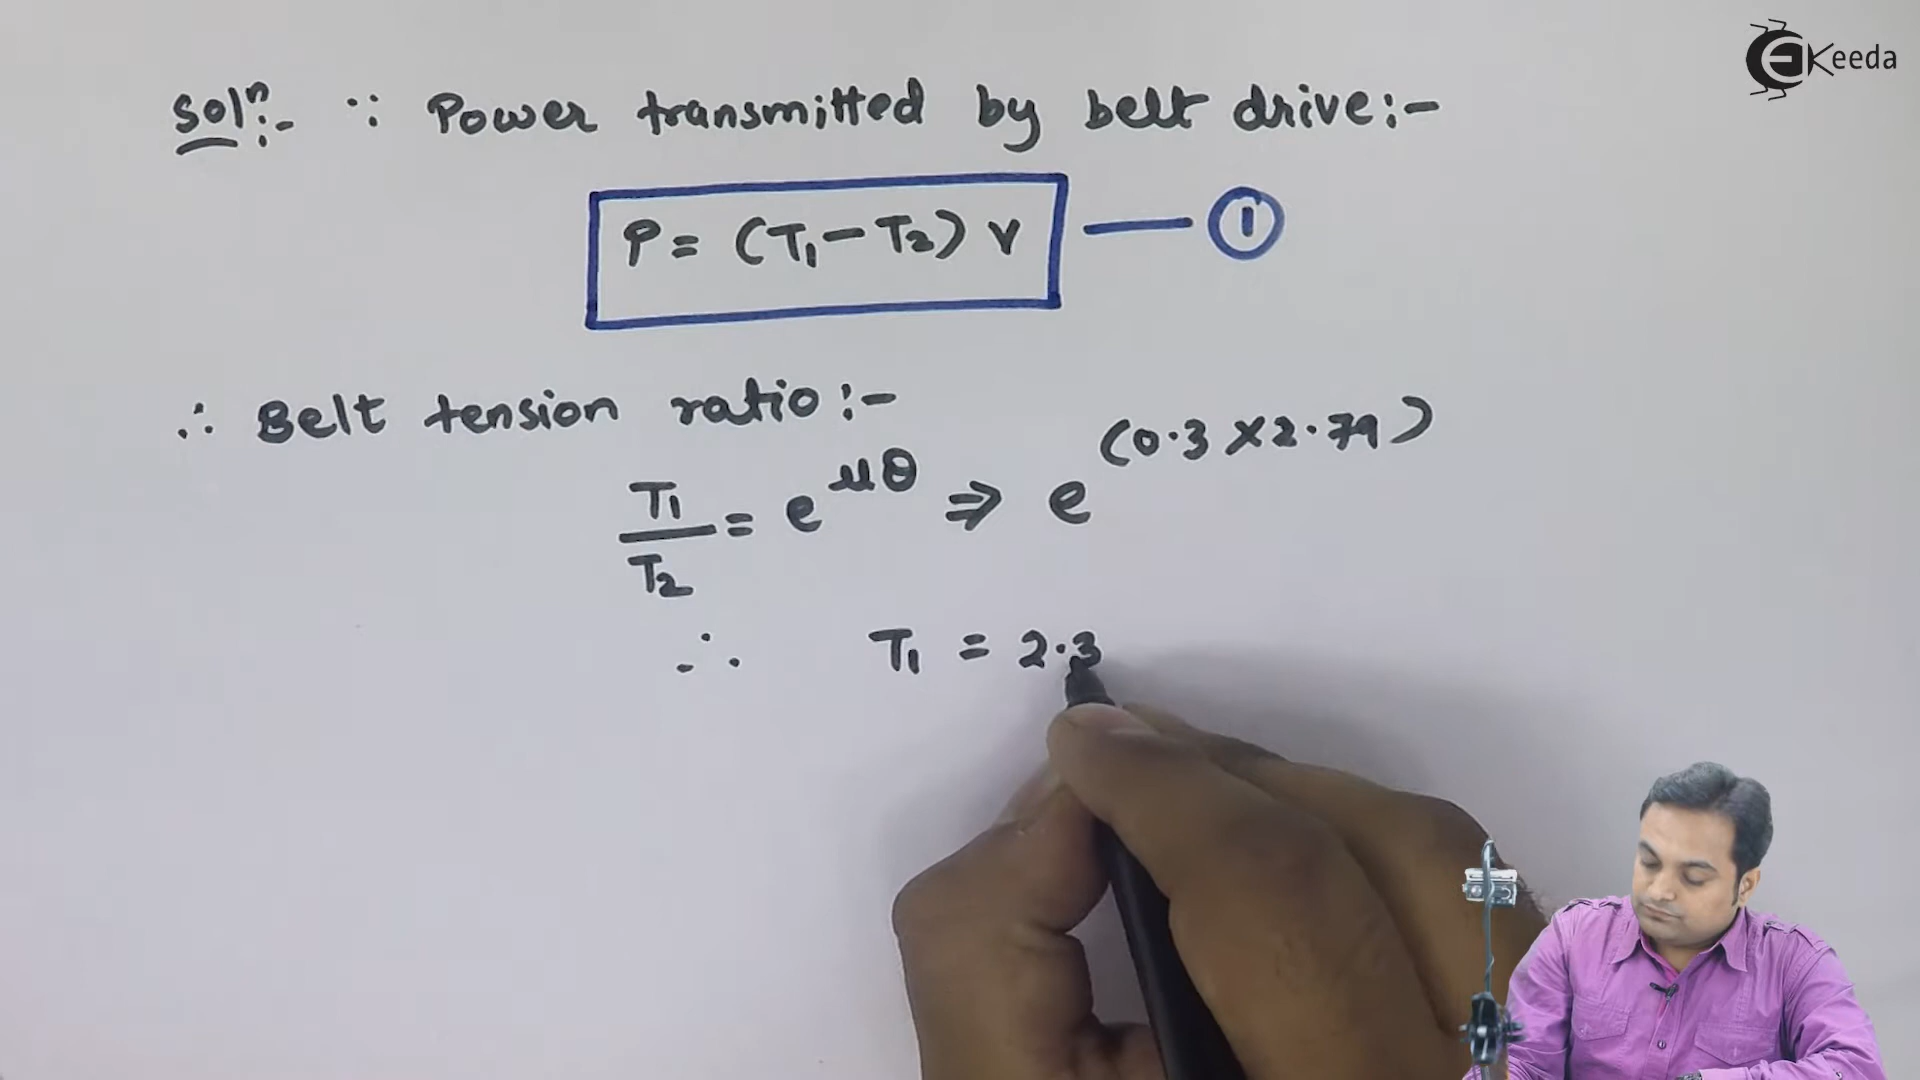 EKeeda
Solⁿ:- ∵ Power transmitted by belt drive:-
P = (T₁ - T₂) v — ①
∴ Belt tension ratio:-
T₁/T₂ = e^μθ ⇒ e^(0.3 × 2.79)
∴ T₁ = 2.3